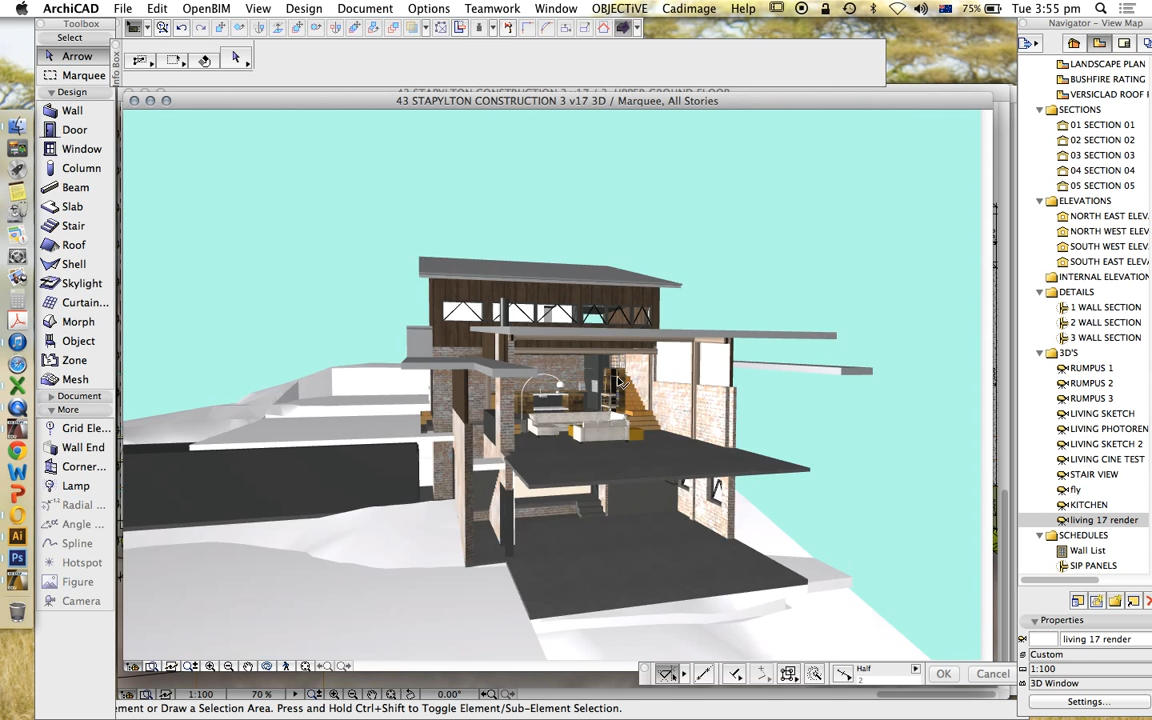 ArchiCAD File Edit OpenBIM View Design Document Options Teamwork Window OBJECTiVE Cadimage Help 75% Tue 3:55 pm
Toolbox
Select
Arrow
Marquee
Design
Wall
Door
Window
Column
Beam
Slab
Stair
Roof
Shell
Skylight
Curtain...
Morph
Object
Zone
Mesh
Document
More
Grid Ele...
Wall End
Corner...
Lamp
Radial ...
Angle ...
Spline
Hotspot
Figure
Camera
Info Box
43 STAPYLTON CONSTRUCTION 3 v17 3D / Marquee, All Stories
Half
2
OK Cancel
1:100 70 % 0.00°
ement or Draw a Selection Area. Press and Hold Ctrl+Shift to Toggle Element/Sub-Element Selection.
Navigator - View Map
LANDSCAPE PLAN
BUSHFIRE RATING
VERSICLAD ROOF
SECTIONS
01 SECTION 01
02 SECTION 02
03 SECTION 03
04 SECTION 04
05 SECTION 05
ELEVATIONS
NORTH EAST ELEV
NORTH WEST ELEV
SOUTH WEST ELEV
SOUTH EAST ELEV
INTERNAL ELEVATION
DETAILS
1 WALL SECTION
2 WALL SECTION
3 WALL SECTION
3D'S
RUMPUS 1
RUMPUS 2
RUMPUS 3
LIVING SKETCH
LIVING PHOTOREN
LIVING SKETCH 2
LIVING CINE TEST
STAIR VIEW
fly
KITCHEN
living 17 render
SCHEDULES
Wall List
SIP PANELS
Properties
living 17 render
Custom
1:100
3D Window
Settings...